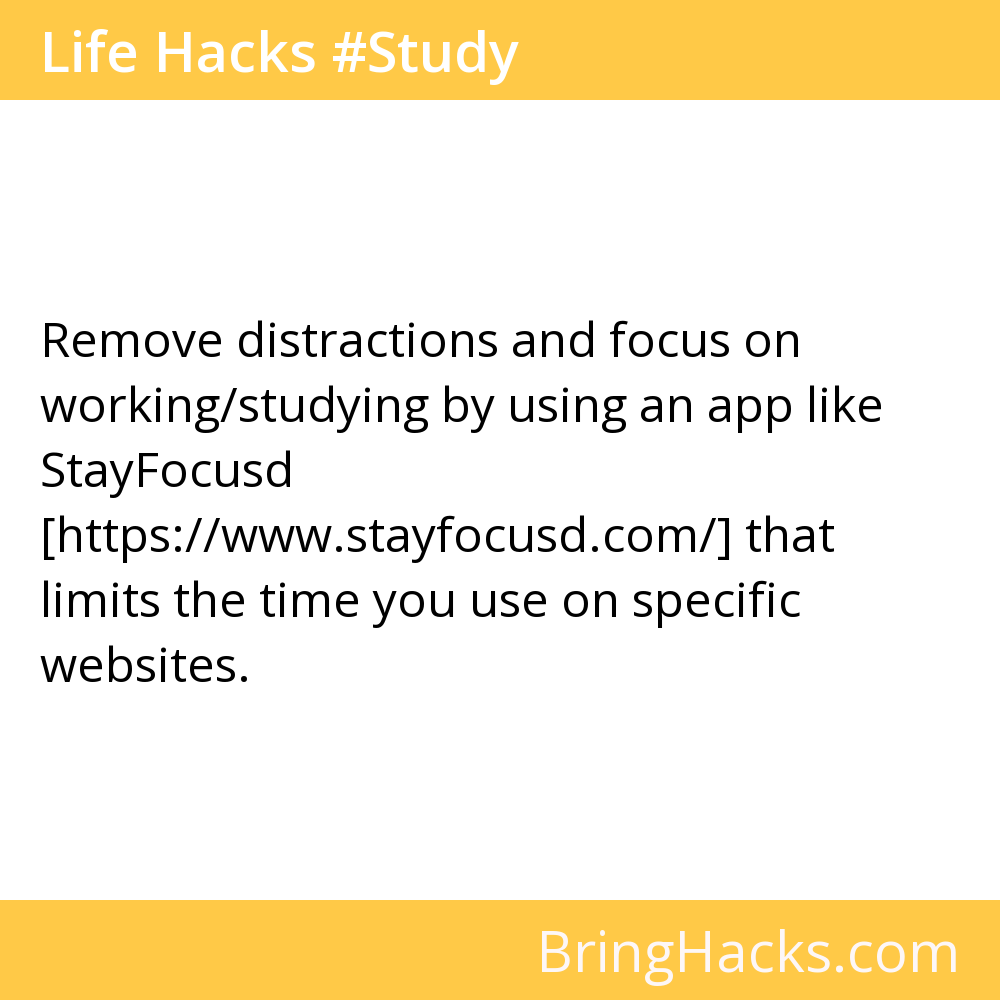 Life Hacks #Study
Remove distractions and focus on
working/studying by using an app like
StayFocusd
[https://www.stayfocusd.com/] that
limits the time you use on specific
websites.
BringHacks.com